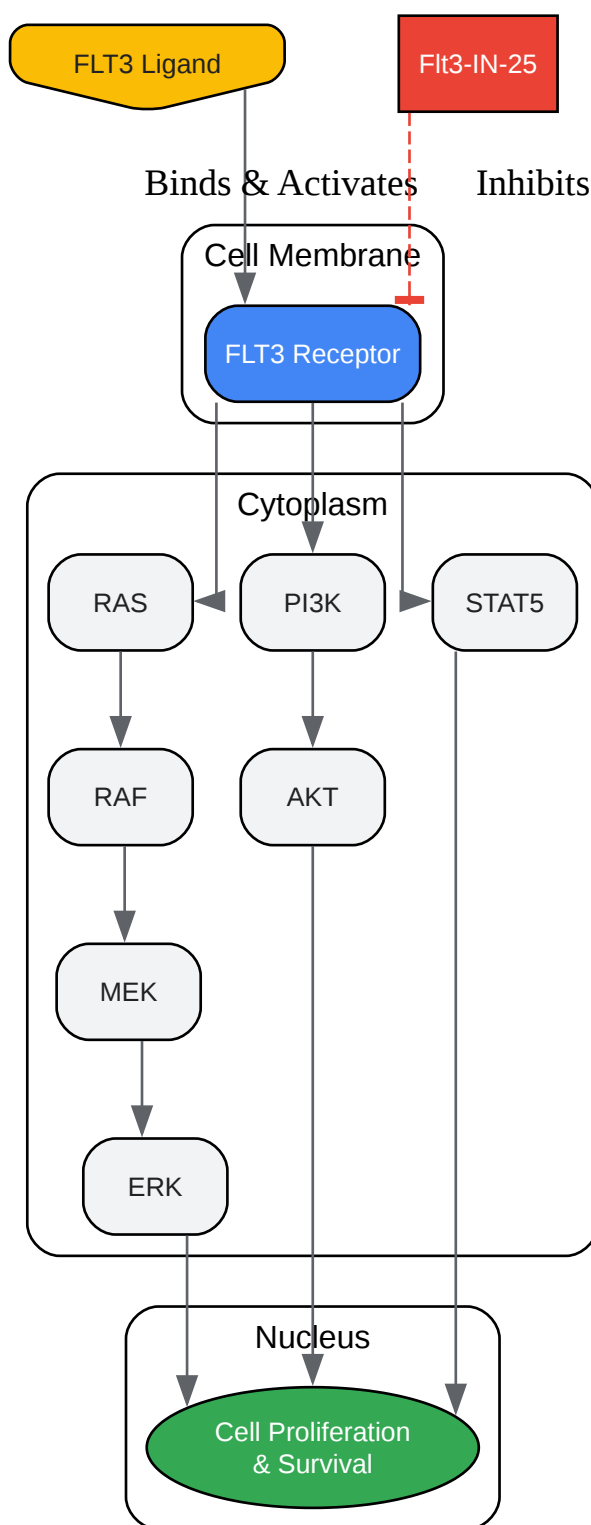 FLT3 Ligand
Flt3-IN-25
Binds & Activates
Inhibits
Cell Membrane
FLT3 Receptor
Cytoplasm
RAS
PI3K
STAT5
RAF
AKT
MEK
ERK
Nucleus
Cell Proliferation
& Survival